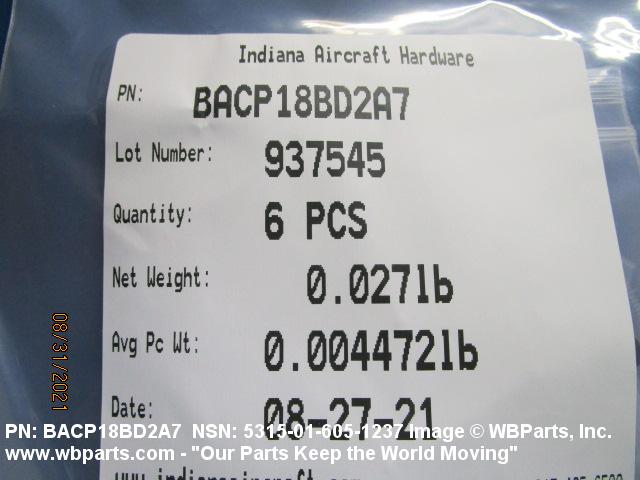 Indiana Aircraft Hardware
PN: BACP18BD2A7
Lot Number: 937545
Quantity: 6 PCS
Net Weight: 0.027lb
Avg Pc Wt: 0.004472lb
Date: 08-27-21
08/31/2021
PN: BACP18BD2A7 NSN: 5315-01-605-1237 Image © WBParts, Inc.
www.wbparts.com - "Our Parts Keep the World Moving"